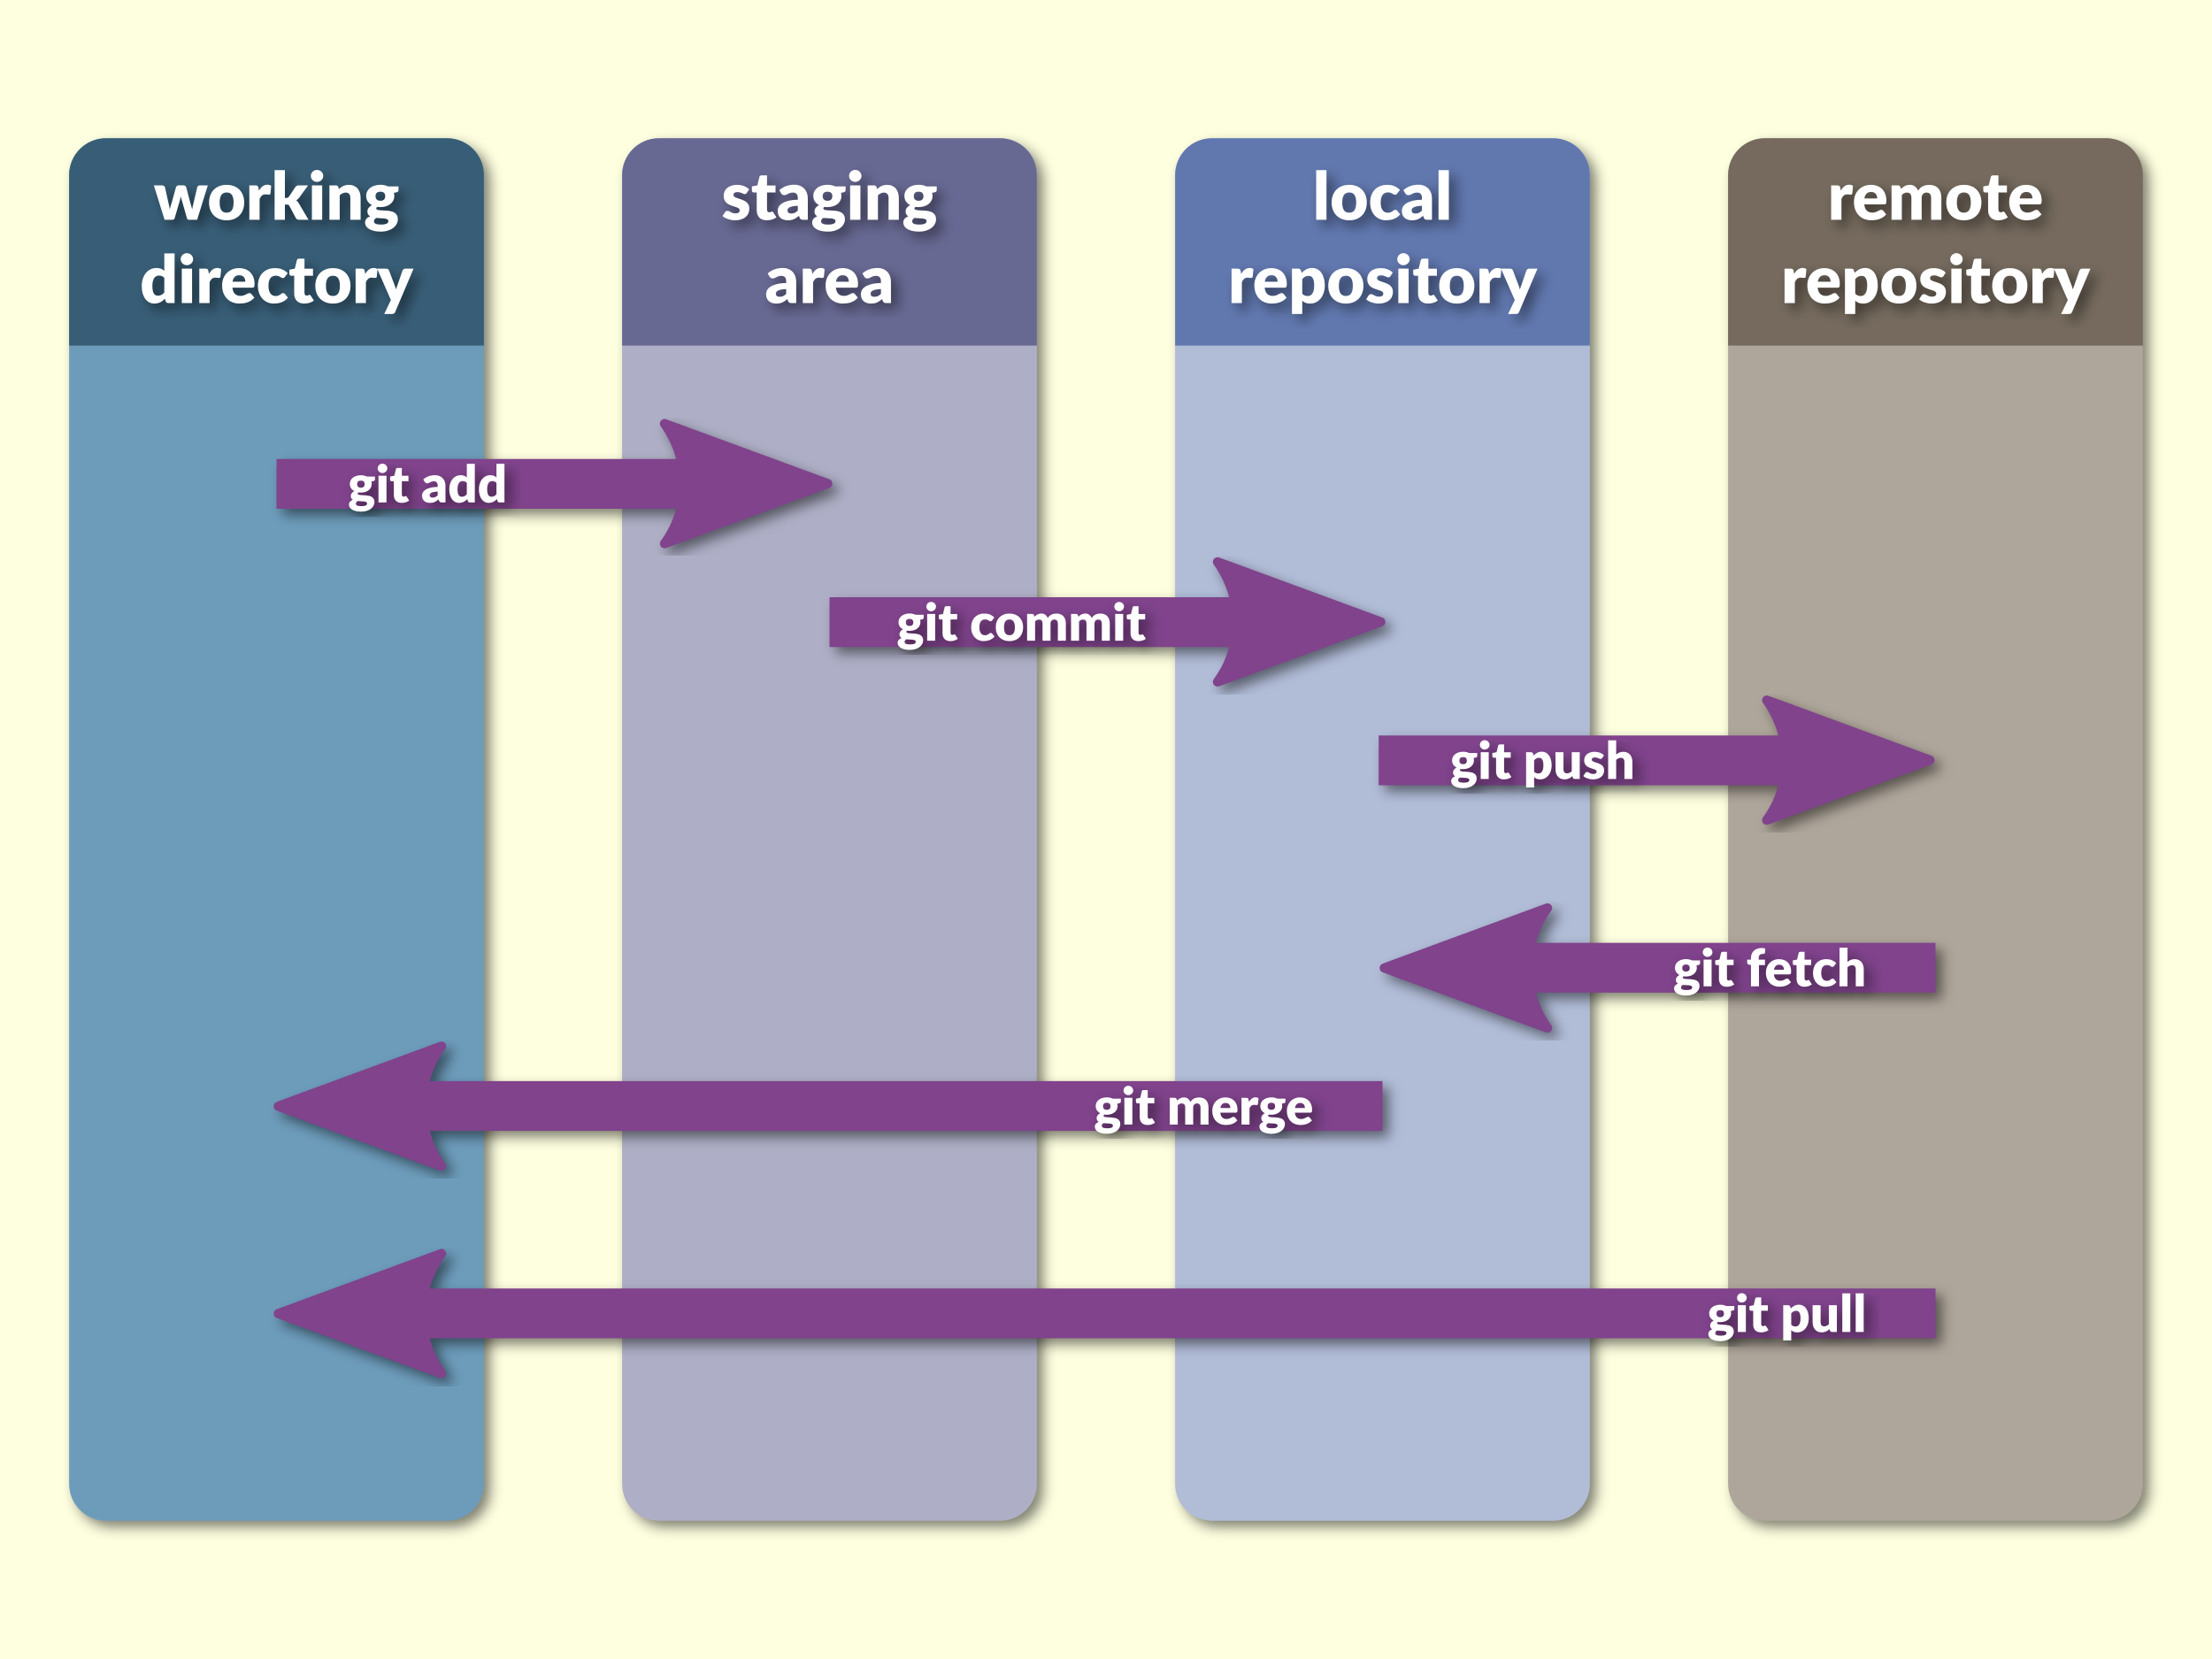 working
directory
staging
area
local
repository
remote
repository
git add
git commit
git push
git fetch
git merge
git pull